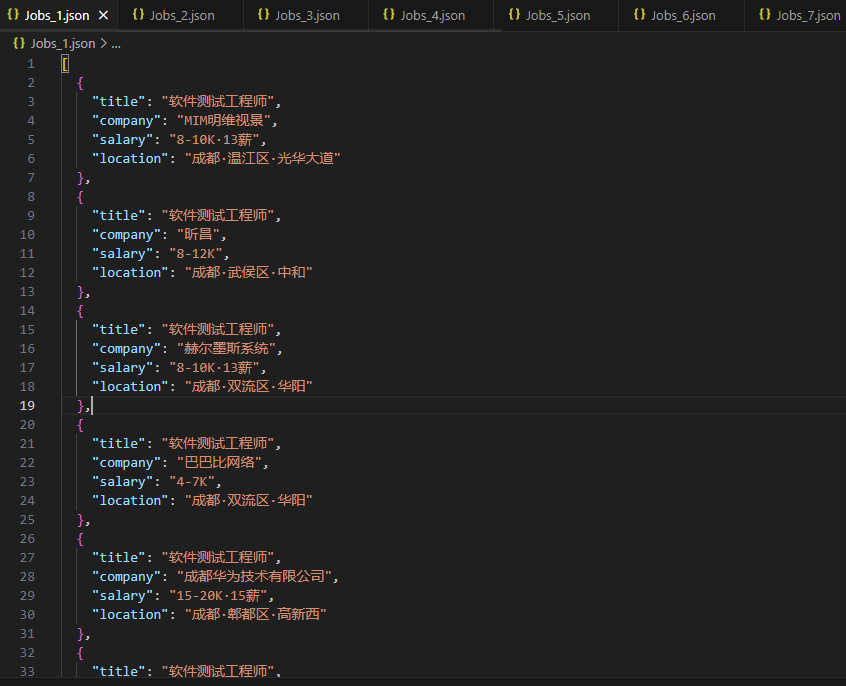 {} Jobs_1.json × {} Jobs_2.json {} Jobs_3.json {} Jobs_4.json {} Jobs_5.json {} Jobs_6.json {} Jobs_7.json
{} Jobs_1.json > ...
1 [
2 {
3 "title": "软件测试工程师",
4 "company": "MIM明维视景",
5 "salary": "8-10K·13薪",
6 "location": "成都·温江区·光华大道"
7 },
8 {
9 "title": "软件测试工程师",
10 "company": "昕昌",
11 "salary": "8-12K",
12 "location": "成都·武侯区·中和"
13 },
14 {
15 "title": "软件测试工程师",
16 "company": "赫尔墨斯系统",
17 "salary": "8-10K·13薪",
18 "location": "成都·双流区·华阳"
19 },
20 {
21 "title": "软件测试工程师",
22 "company": "巴巴比网络",
23 "salary": "4-7K",
24 "location": "成都·双流区·华阳"
25 },
26 {
27 "title": "软件测试工程师",
28 "company": "成都华为技术有限公司",
29 "salary": "15-20K·15薪",
30 "location": "成都·郫都区·高新西"
31 },
32 {
33 "title": "软件测试工程师",